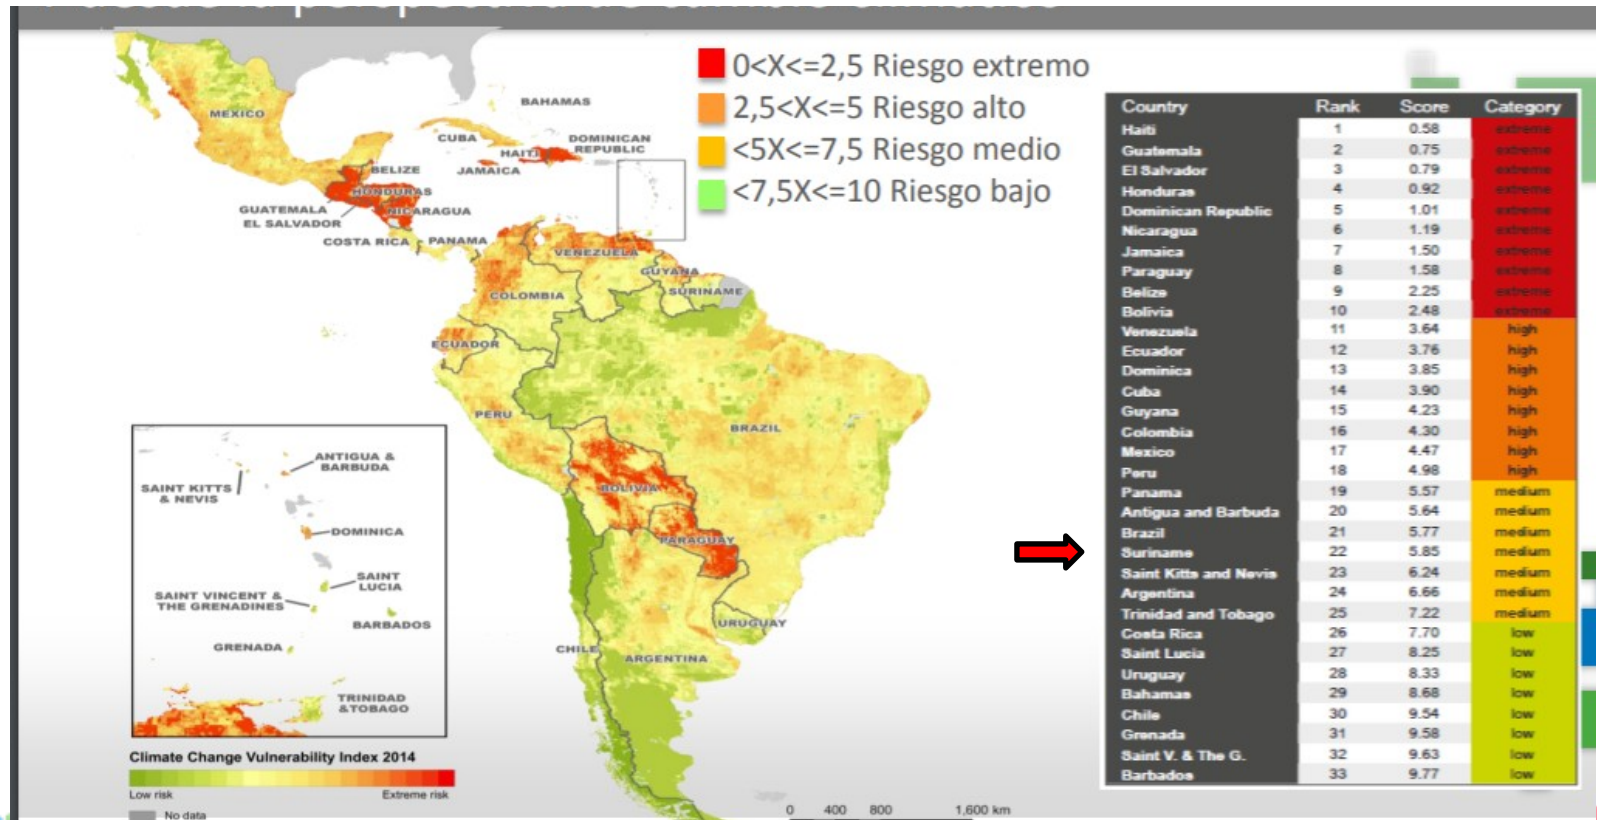 0<X<=2,5 Riesgo extremo
2,5<X<=5 Riesgo alto
<5X<=7,5 Riesgo medio
<7,5X<=10 Riesgo bajo
MEXICO
BAHAMAS
CUBA
DOMINICAN
REPUBLIC
HAITI
JAMAICA
BELIZE
HONDURAS
GUATEMALA
NICARAGUA
EL SALVADOR
COSTA RICA
PANAMA
VENEZUELA
GUYANA
SURINAME
COLOMBIA
ECUADOR
PERU
BRAZIL
BOLIVIA
PARAGUAY
URUGUAY
CHILE
ARGENTINA
ANTIGUA &
BARBUDA
SAINT KITTS
& NEVIS
DOMINICA
SAINT
LUCIA
SAINT VINCENT &
THE GRENADINES
BARBADOS
GRENADA
TRINIDAD
&TOBAGO
Climate Change Vulnerability Index 2014
Low risk Extreme risk
No data
0 400 800 1,600 km
Country Rank Score Category
Haiti 1 0.58 extreme
Guatemala 2 0.75 extreme
El Salvador 3 0.79 extreme
Honduras 4 0.92 extreme
Dominican Republic 5 1.01 extreme
Nicaragua 6 1.19 extreme
Jamaica 7 1.50 extreme
Paraguay 8 1.58 extreme
Belize 9 2.25 extreme
Bolivia 10 2.48 extreme
Venezuela 11 3.64 high
Ecuador 12 3.76 high
Dominica 13 3.85 high
Cuba 14 3.90 high
Guyana 15 4.23 high
Colombia 16 4.30 high
Mexico 17 4.47 high
Peru 18 4.98 high
Panama 19 5.57 medium
Antigua and Barbuda 20 5.64 medium
Brazil 21 5.77 medium
Suriname 22 5.85 medium
Saint Kitts and Nevis 23 6.24 medium
Argentina 24 6.66 medium
Trinidad and Tobago 25 7.22 medium
Costa Rica 26 7.70 low
Saint Lucia 27 8.25 low
Uruguay 28 8.33 low
Bahamas 29 8.68 low
Chile 30 9.54 low
Grenada 31 9.58 low
Saint V. & The G. 32 9.63 low
Barbados 33 9.77 low